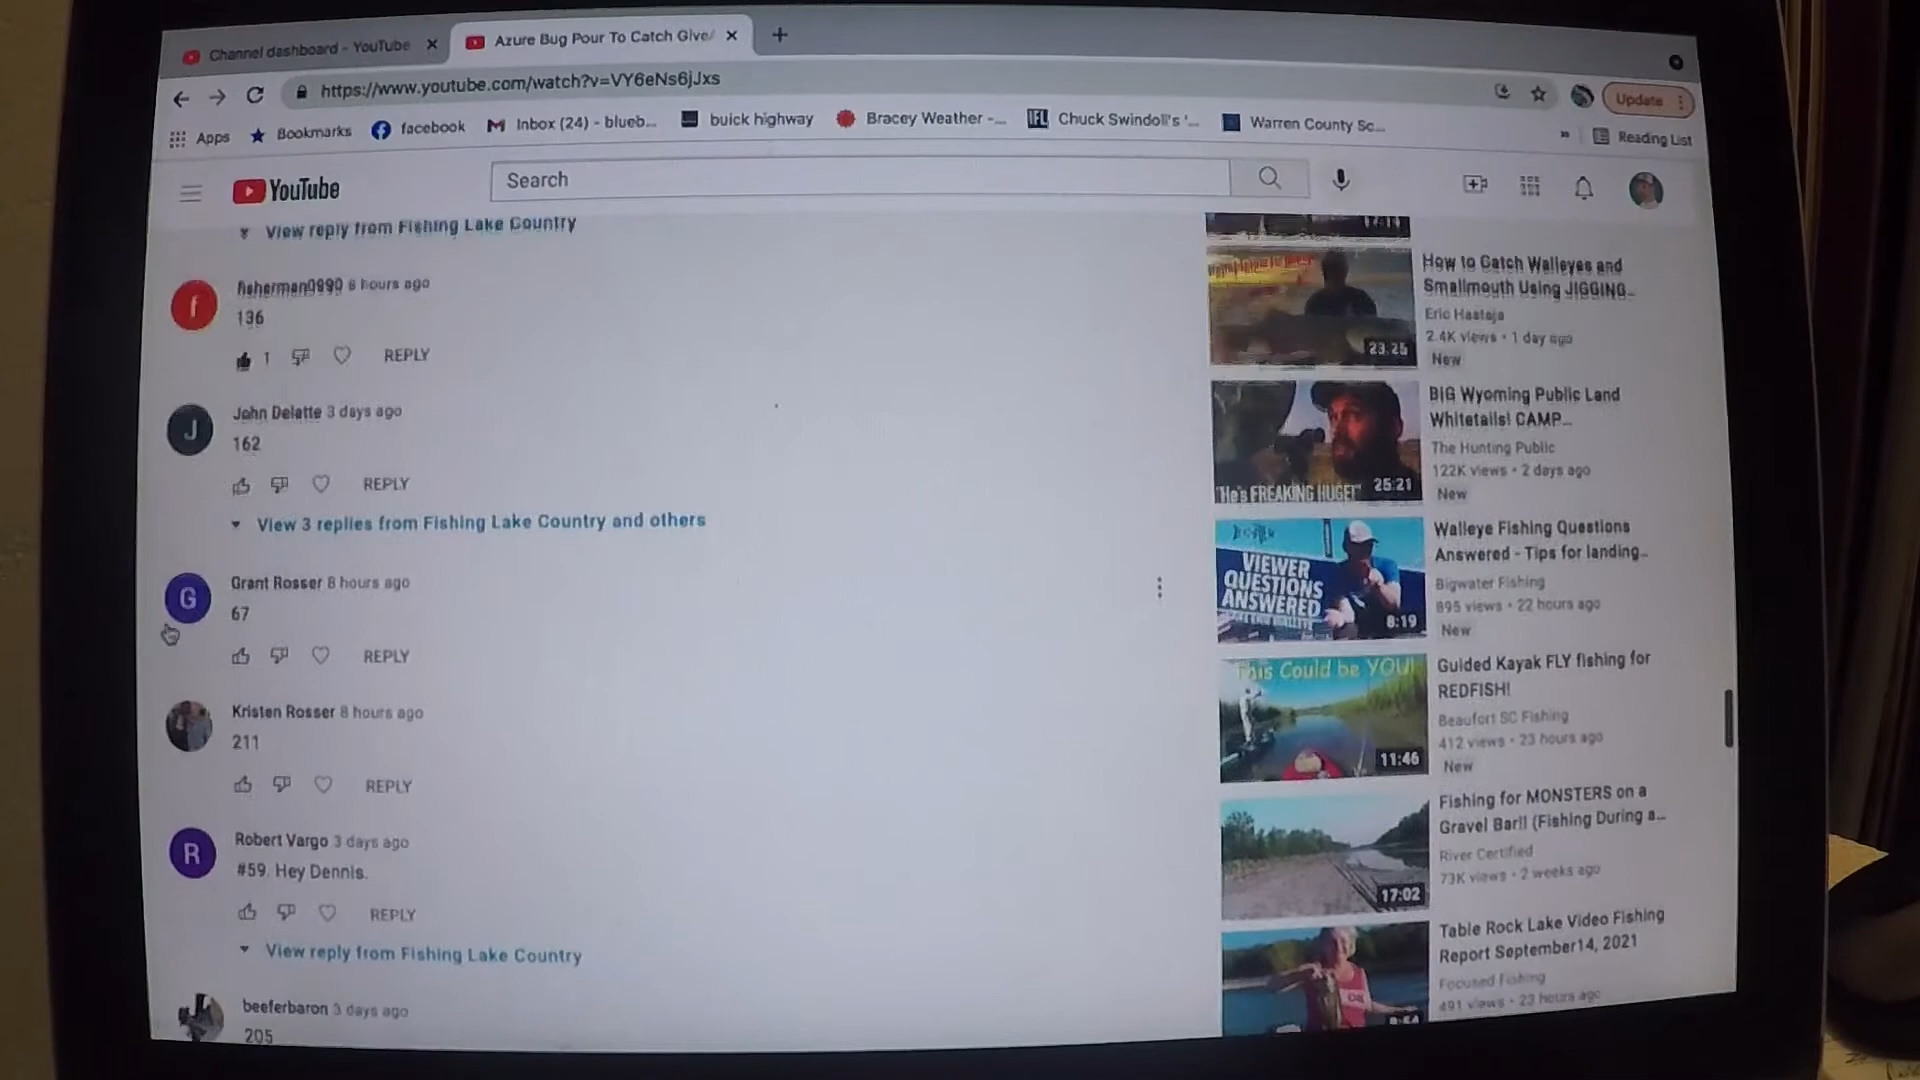 Channel dashboard - YouTube
Azure Bug Pour To Catch Give
https://www.youtube.com/watch?v=VY6eNs6jJxs
Update
Apps
Bookmarks
facebook
Inbox (24) - blueb...
buick highway
Bracey Weather -...
IFL
Chuck Swindoll's '...
Warren County Sc...
»
Reading List
YouTube
Search
View reply from Fishing Lake Country
f
fisherman0990 8 hours ago
136
1
REPLY
J
John Delatte 3 days ago
162
REPLY
View 3 replies from Fishing Lake Country and others
G
Grant Rosser 8 hours ago
67
REPLY
Kristen Rosser 8 hours ago
211
REPLY
R
Robert Vargo 3 days ago
#59. Hey Dennis.
REPLY
View reply from Fishing Lake Country
beeferbaron 3 days ago
205
23:25
How to Catch Walleyes and
Smallmouth Using JIGGING...
Eric Haataja
2.4K views • 1 day ago
New
"He's FREAKING HUGE!"
25:21
BIG Wyoming Public Land
Whitetails! CAMP...
The Hunting Public
122K views • 2 days ago
New
VIEWER
QUESTIONS
ANSWERED
8:19
Walleye Fishing Questions
Answered - Tips for landing...
Bigwater Fishing
895 views • 22 hours ago
New
This Could be YOU!
11:46
Guided Kayak FLY fishing for
REDFISH!
Beaufort SC Fishing
412 views • 23 hours ago
New
17:02
Fishing for MONSTERS on a
Gravel Bar!! (Fishing During a...
River Certified
73K views • 2 weeks ago
Table Rock Lake Video Fishing
Report September14, 2021
Focused Fishing
491 views • 23 hours ago